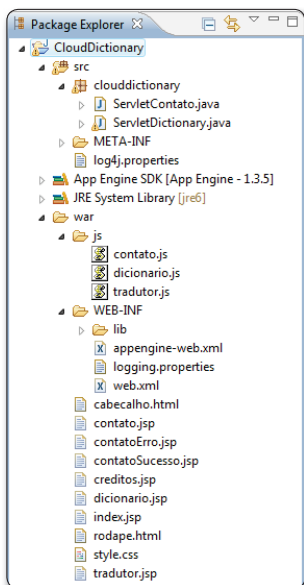 Package Explorer
CloudDictionary
src
clouddictionary
ServletContato.java
ServletDictionary.java
META-INF
log4j.properties
App Engine SDK [App Engine - 1.3.5]
JRE System Library [jre6]
war
js
contato.js
dicionario.js
tradutor.js
WEB-INF
lib
appengine-web.xml
logging.properties
web.xml
cabecalho.html
contato.jsp
contatoErro.jsp
contatoSucesso.jsp
creditos.jsp
dicionario.jsp
index.jsp
rodape.html
style.css
tradutor.jsp